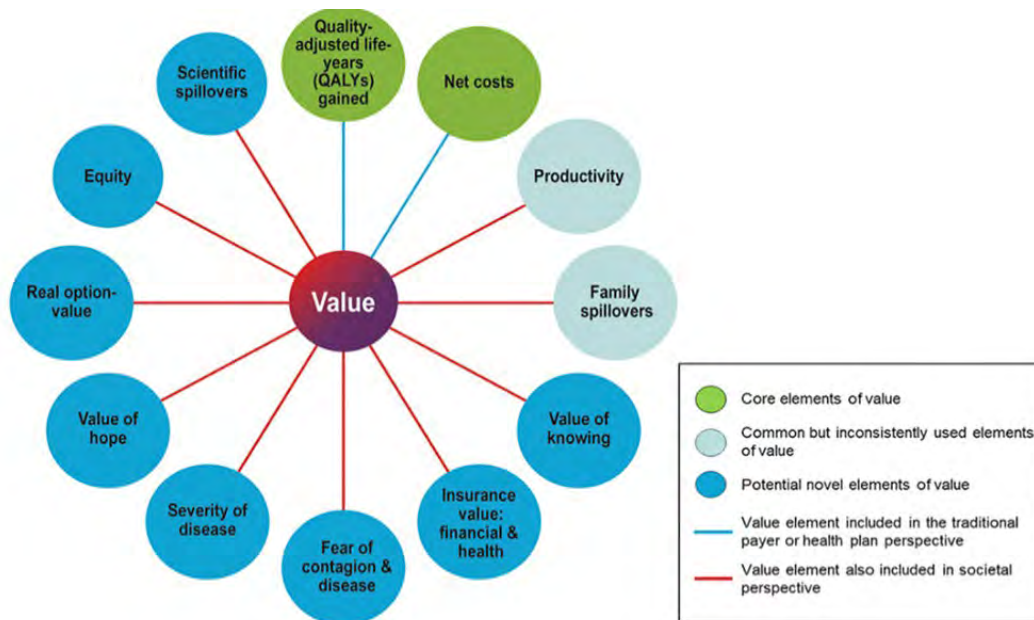 Quality-
adjusted life-
years
(QALYs)
gained
Net costs
Productivity
Family
spillovers
Value of
knowing
Insurance
value:
financial &
health
Fear of
contagion &
disease
Severity of
disease
Value of
hope
Real option-
value
Equity
Scientific
spillovers
Value
Core elements of value
Common but inconsistently used elements
of value
Potential novel elements of value
Value element included in the traditional
payer or health plan perspective
Value element also included in societal
perspective